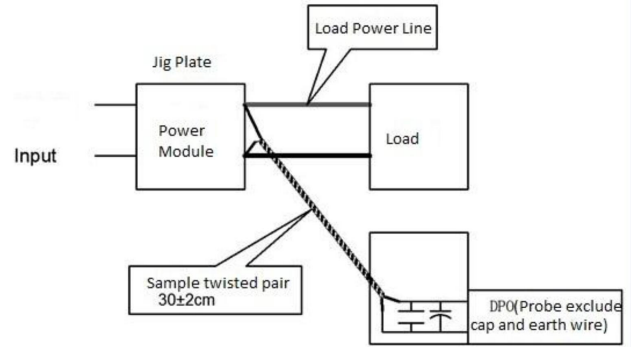 Load Power Line
Jig Plate
Power
Module
Load
Input
Sample twisted pair
30±2cm
DPO(Probe exclude
cap and earth wire)